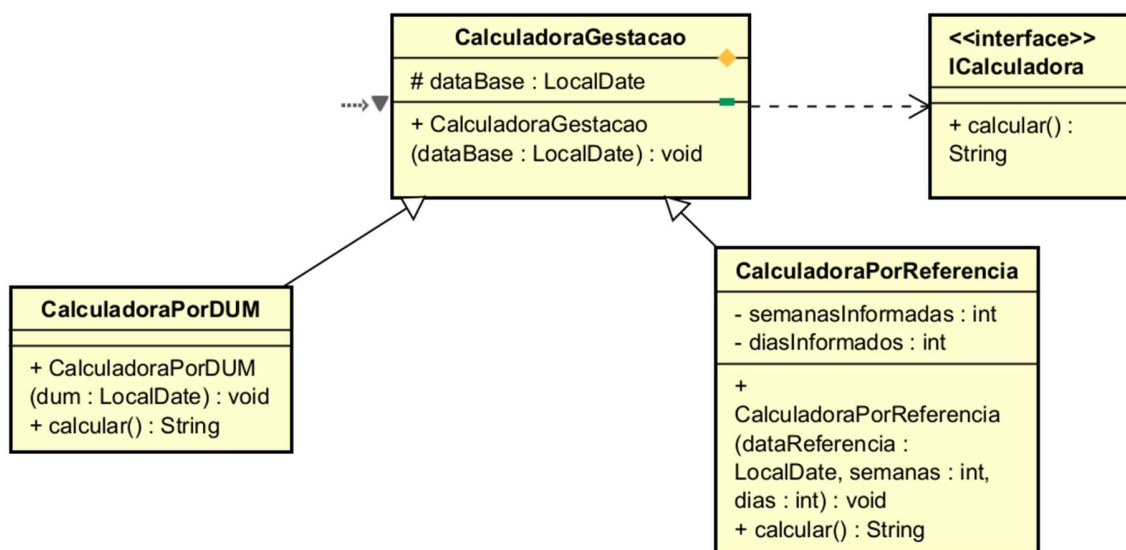 CalculadoraGestacao
# dataBase : LocalDate
+ CalculadoraGestacao
(dataBase : LocalDate) : void
<<interface>>
ICalculadora
+ calcular() :
String
CalculadoraPorDUM
+ CalculadoraPorDUM
(dum : LocalDate) : void
+ calcular() : String
CalculadoraPorReferencia
- semanasInformadas : int
- diasInformados : int
+
CalculadoraPorReferencia
(dataReferencia :
LocalDate, semanas : int,
dias : int) : void
+ calcular() : String